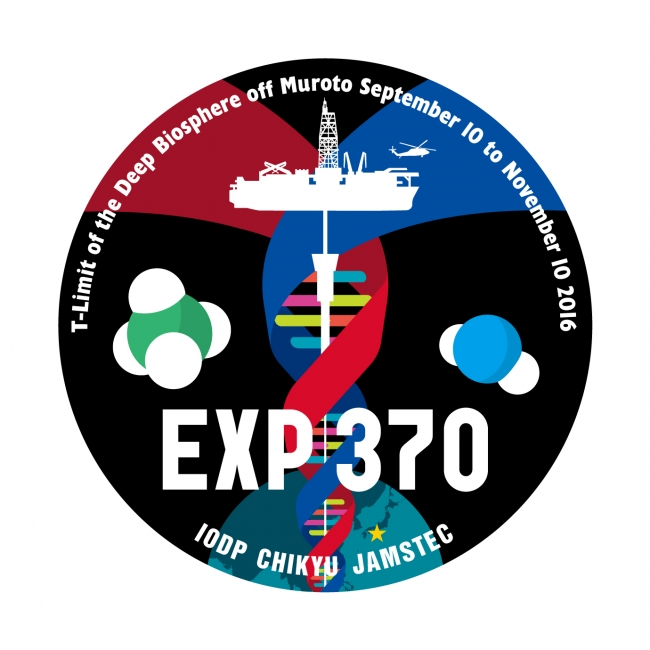 T-Limit of the Deep Biosphere off Muroto September 10 to November 10 2016
EXP 370
IODP CHIKYU JAMSTEC